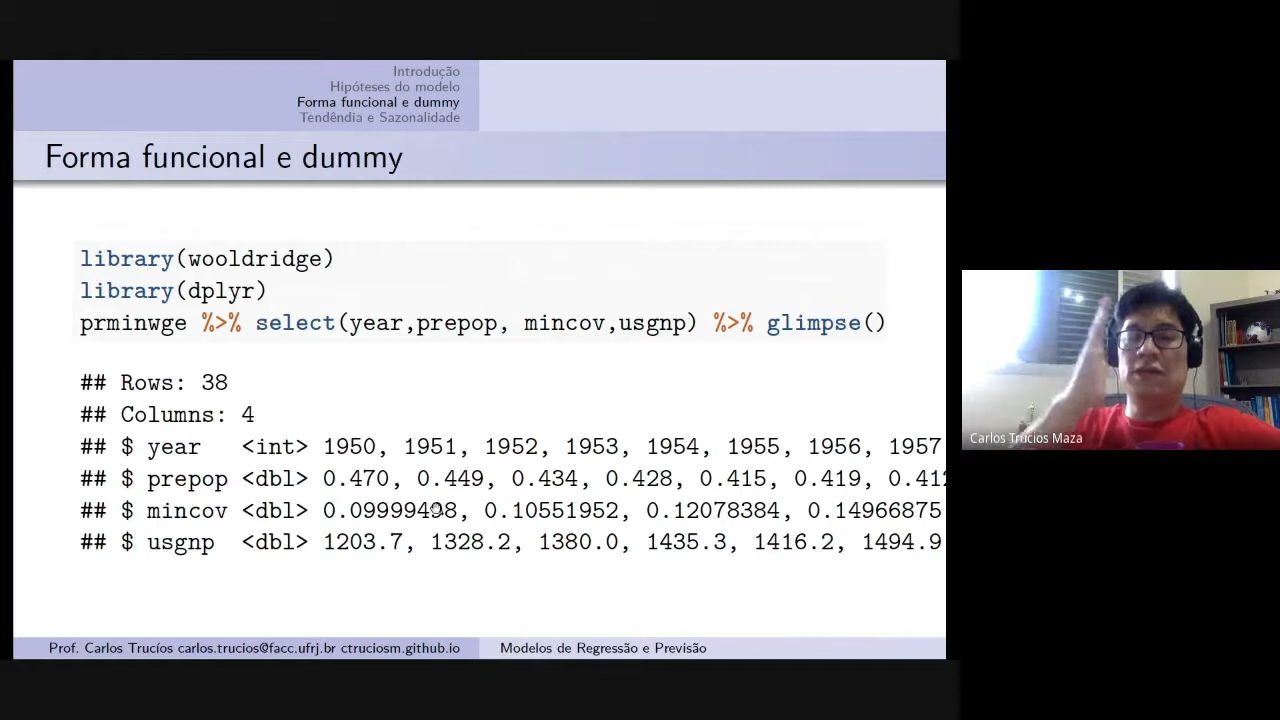 Introdução
Hipóteses do modelo
Forma funcional e dummy
Tendêndia e Sazonalidade
Forma funcional e dummy
library(wooldridge)
library(dplyr)
prminwge %>% select(year,prepop, mincov,usgnp) %>% glimpse()
## Rows: 38
## Columns: 4
## $ year <int> 1950, 1951, 1952, 1953, 1954, 1955, 1956, 1957
## $ prepop <dbl> 0.470, 0.449, 0.434, 0.428, 0.415, 0.419, 0.412
## $ mincov <dbl> 0.09999498, 0.10551952, 0.12078384, 0.14966875
## $ usgnp <dbl> 1203.7, 1328.2, 1380.0, 1435.3, 1416.2, 1494.9
Carlos Trucios Maza
Prof. Carlos Trucíos carlos.trucios@facc.ufrj.br ctruciosm.github.io
Modelos de Regressão e Previsão